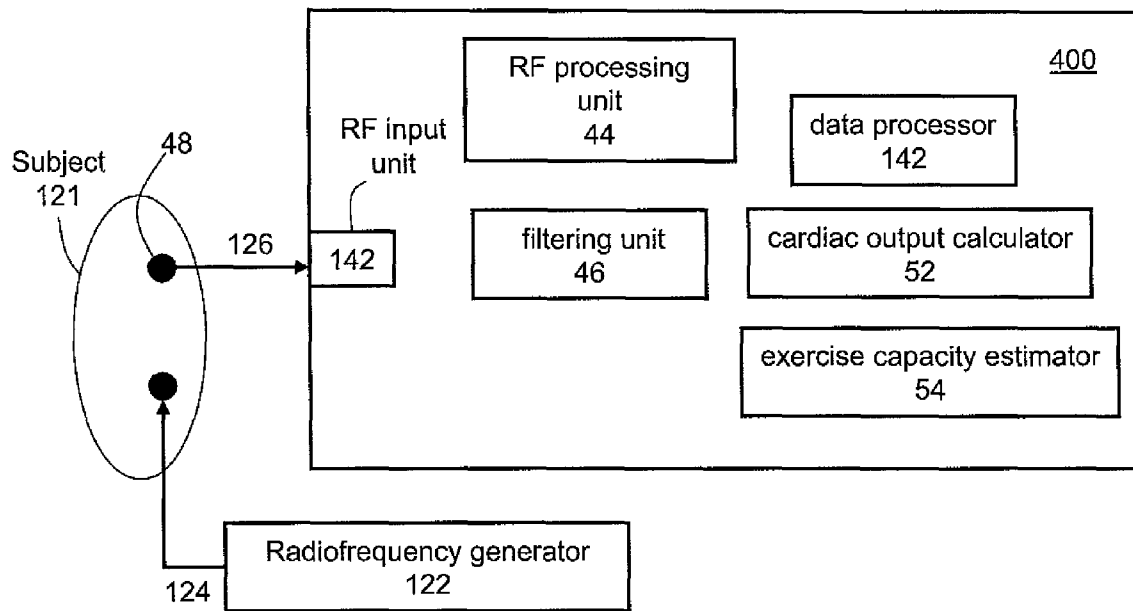 400
RF processing
unit
44
data processor
142
RF input
unit
48
Subject
121
126
142
filtering unit
46
cardiac output calculator
52
exercise capacity estimator
54
Radiofrequency generator
122
124